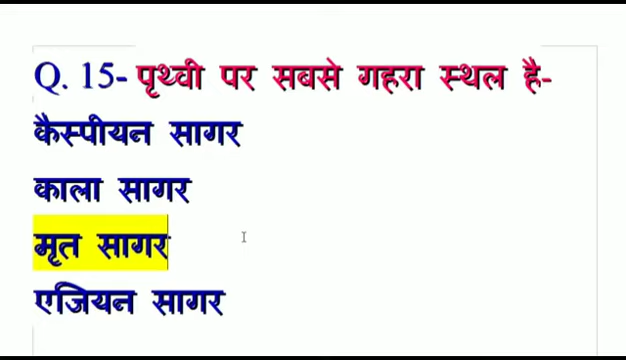 Q. 15- पृथ्वी पर सबसे गहरा स्थल है-
कैस्पीयन सागर
काला सागर
मृत सागर
एजियन सागर